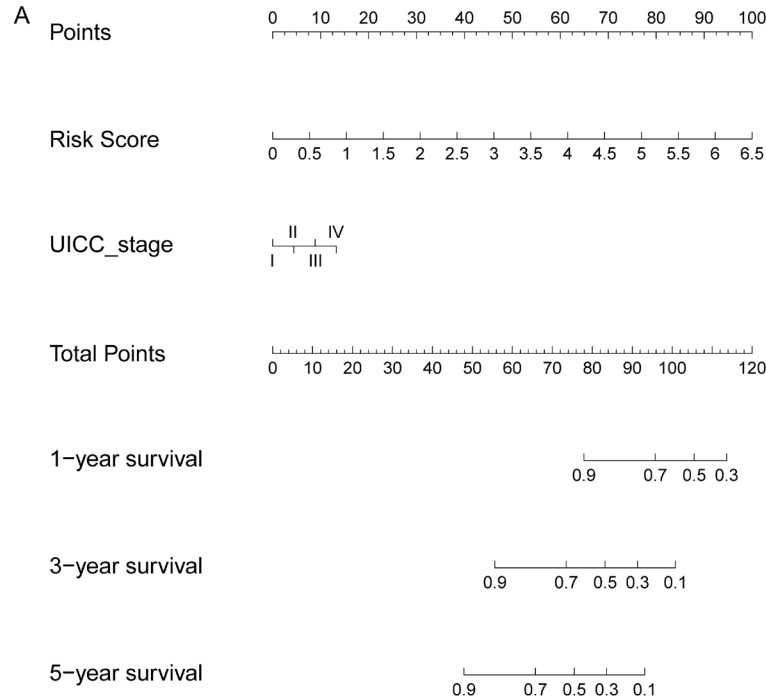 A
Points 0 10 20 30 40 50 60 70 80 90 100
Risk Score 0 0.5 1 1.5 2 2.5 3 3.5 4 4.5 5 5.5 6 6.5
II IV
UICC_stage
I III
Total Points 0 10 20 30 40 50 60 70 80 90 100 120
1−year survival 0.9 0.7 0.5 0.3
3−year survival 0.9 0.7 0.5 0.3 0.1
5−year survival 0.9 0.7 0.5 0.3 0.1